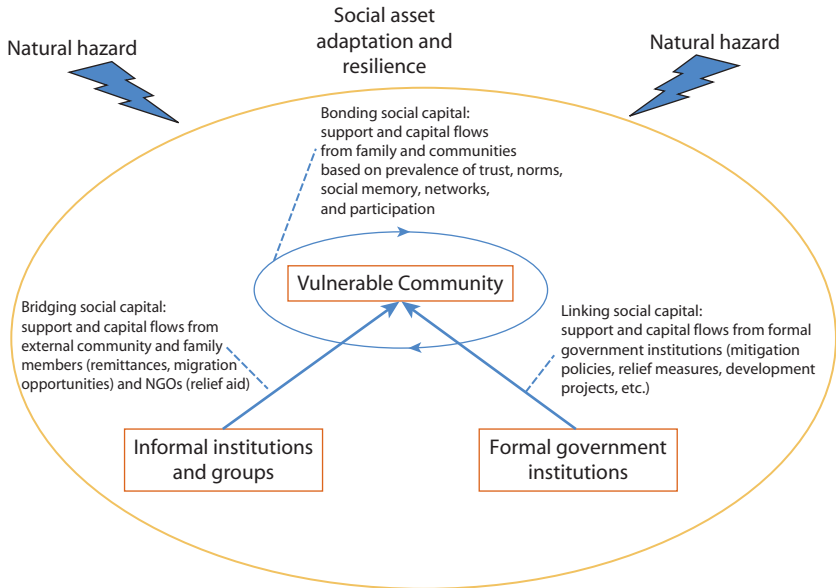 Social asset
adaptation and
resilience
Natural hazard
Natural hazard
Bonding social capital:
support and capital flows
from family and communities
based on prevalence of trust, norms,
social memory, networks,
and participation
Vulnerable Community
Bridging social capital:
support and capital flows from
external community and family
members (remittances, migration
opportunities) and NGOs (relief aid)
Linking social capital:
support and capital flows from formal
government institutions (mitigation
policies, relief measures, development
projects, etc.)
Informal institutions
and groups
Formal government
institutions